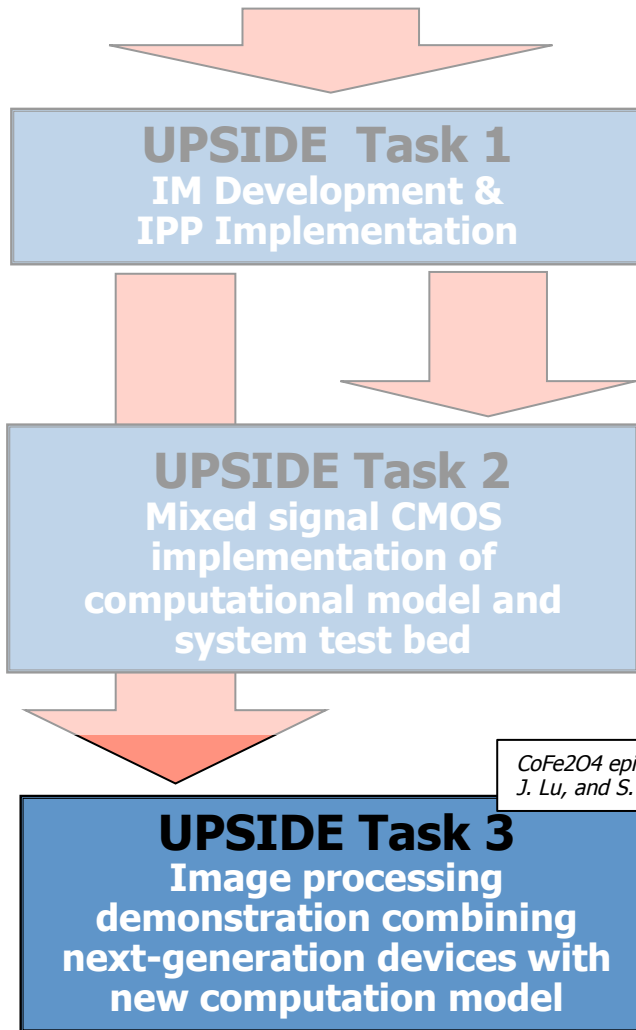 UPSIDE Task 1
IM Development &
IPP Implementation
UPSIDE Task 2
Mixed signal CMOS
implementation of
computational model and
system test bed
CoFe2O4 epi
J. Lu, and S.
UPSIDE Task 3
Image processing
demonstration combining
next-generation devices with
new computation model